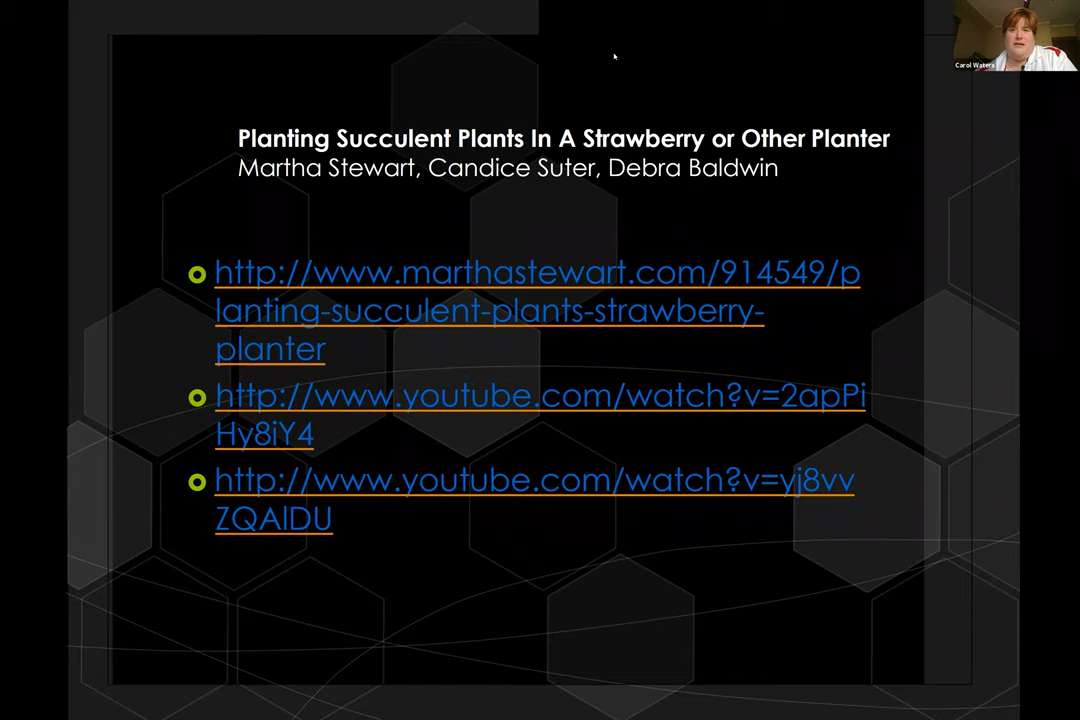 Carol Waters
Planting Succulent Plants In A Strawberry or Other Planter
Martha Stewart, Candice Suter, Debra Baldwin
http://www.marthastewart.com/914549/p
lanting-succulent-plants-strawberry-
planter
http://www.youtube.com/watch?v=2apPi
Hy8iY4
http://www.youtube.com/watch?v=yj8vv
ZQAlDU